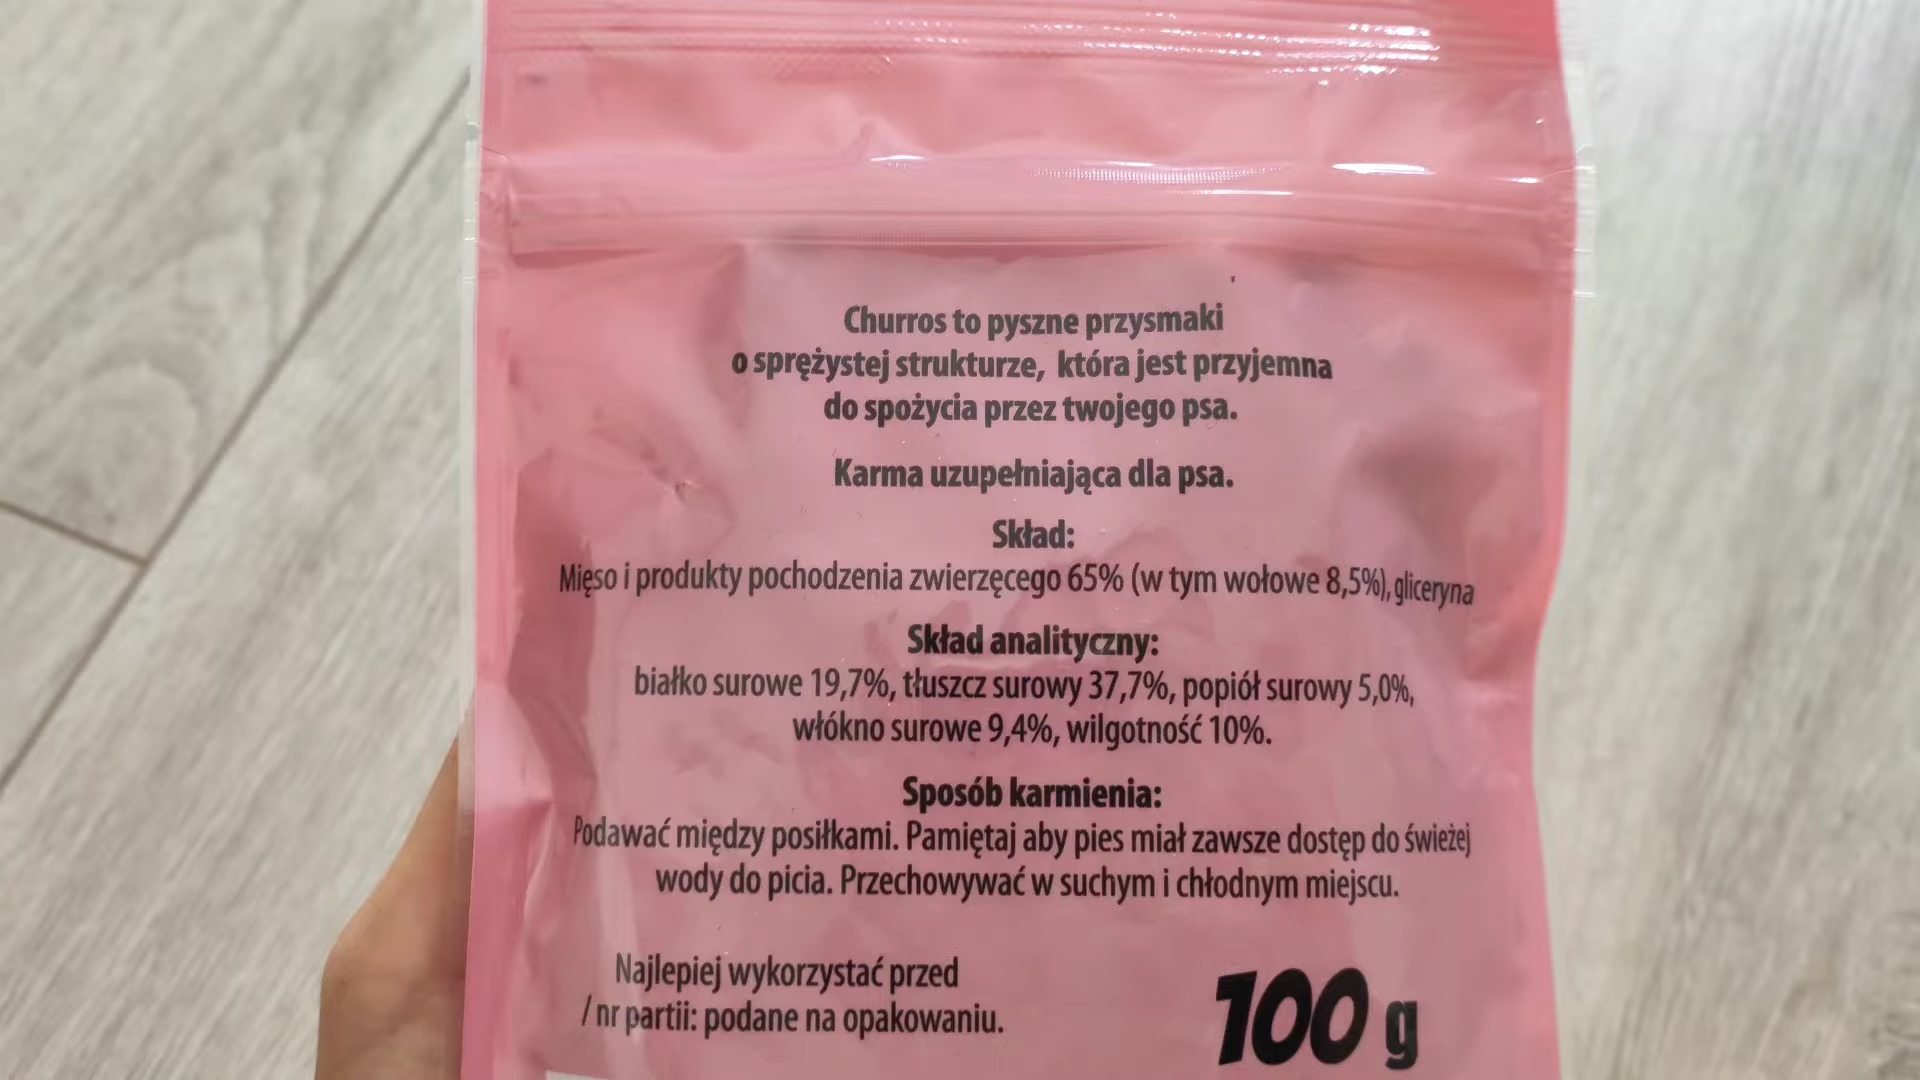 Churros to pyszne przysmaki
o sprężystej strukturze, która jest przyjemna
do spożycia przez twojego psa.
Karma uzupełniająca dla psa.
Skład:
Mięso i produkty pochodzenia zwierzęcego 65% (w tym wołowe 8,5%), gliceryna
Skład analityczny:
białko surowe 19,7%, tłuszcz surowy 37,7%, popiół surowy 5,0%,
włókno surowe 9,4%, wilgotność 10%.
Sposób karmienia:
Podawać między posiłkami. Pamiętaj aby pies miał zawsze dostęp do świeżej
wody do picia. Przechowywać w suchym i chłodnym miejscu.
Najlepiej wykorzystać przed
/ nr partii: podane na opakowaniu.
100 g